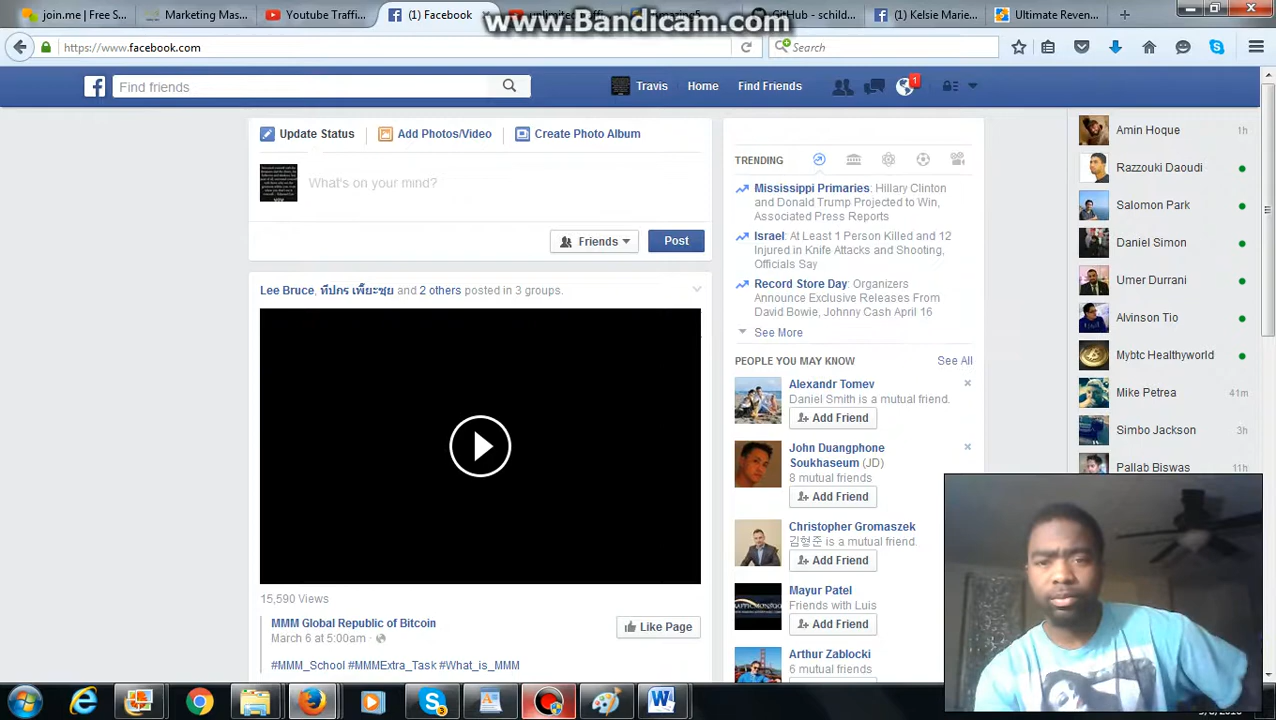 www.Bandicam.com
join.me | Free S
Marketing Mas
Youtube Traffi
(1) Facebook
GitHub - schild
(1) Kelsie Marie
Ultimate Reven
https://www.facebook.com
Search
Find friends
Travis
Home
Find Friends
1
Update Status
Add Photos/Video
Create Photo Album
What's on your mind?
Friends
Post
Lee Bruce, ทีปกร เพี้ยะซุย and 2 others posted in 3 groups.
15,590 Views
MMM Global Republic of Bitcoin
March 6 at 5:00am
Like Page
#MMM_School #MMMExtra_Task #What_is_MMM
TRENDING
Mississippi Primaries: Hillary Clinton
and Donald Trump Projected to Win,
Associated Press Reports
Israel: At Least 1 Person Killed and 12
Injured in Knife Attacks and Shooting,
Officials Say
Record Store Day: Organizers
Announce Exclusive Releases From
David Bowie, Johnny Cash April 16
See More
PEOPLE YOU MAY KNOW
See All
Alexandr Tomev
Daniel Smith is a mutual friend.
Add Friend
John Duangphone
Soukhaseum (JD)
8 mutual friends
Add Friend
Christopher Gromaszek
김형준 is a mutual friend.
Add Friend
Mayur Patel
Friends with Luis
Add Friend
Arthur Zablocki
6 mutual friends
Add Friend
Amin Hoque 1h
Razzouki Daoudi
Salomon Park
Daniel Simon
Umer Durrani
Alvinson Tio
Mybtc Healthyworld
Mike Petrea 41m
Simbo Jackson 3h
Pallab Biswas 11h